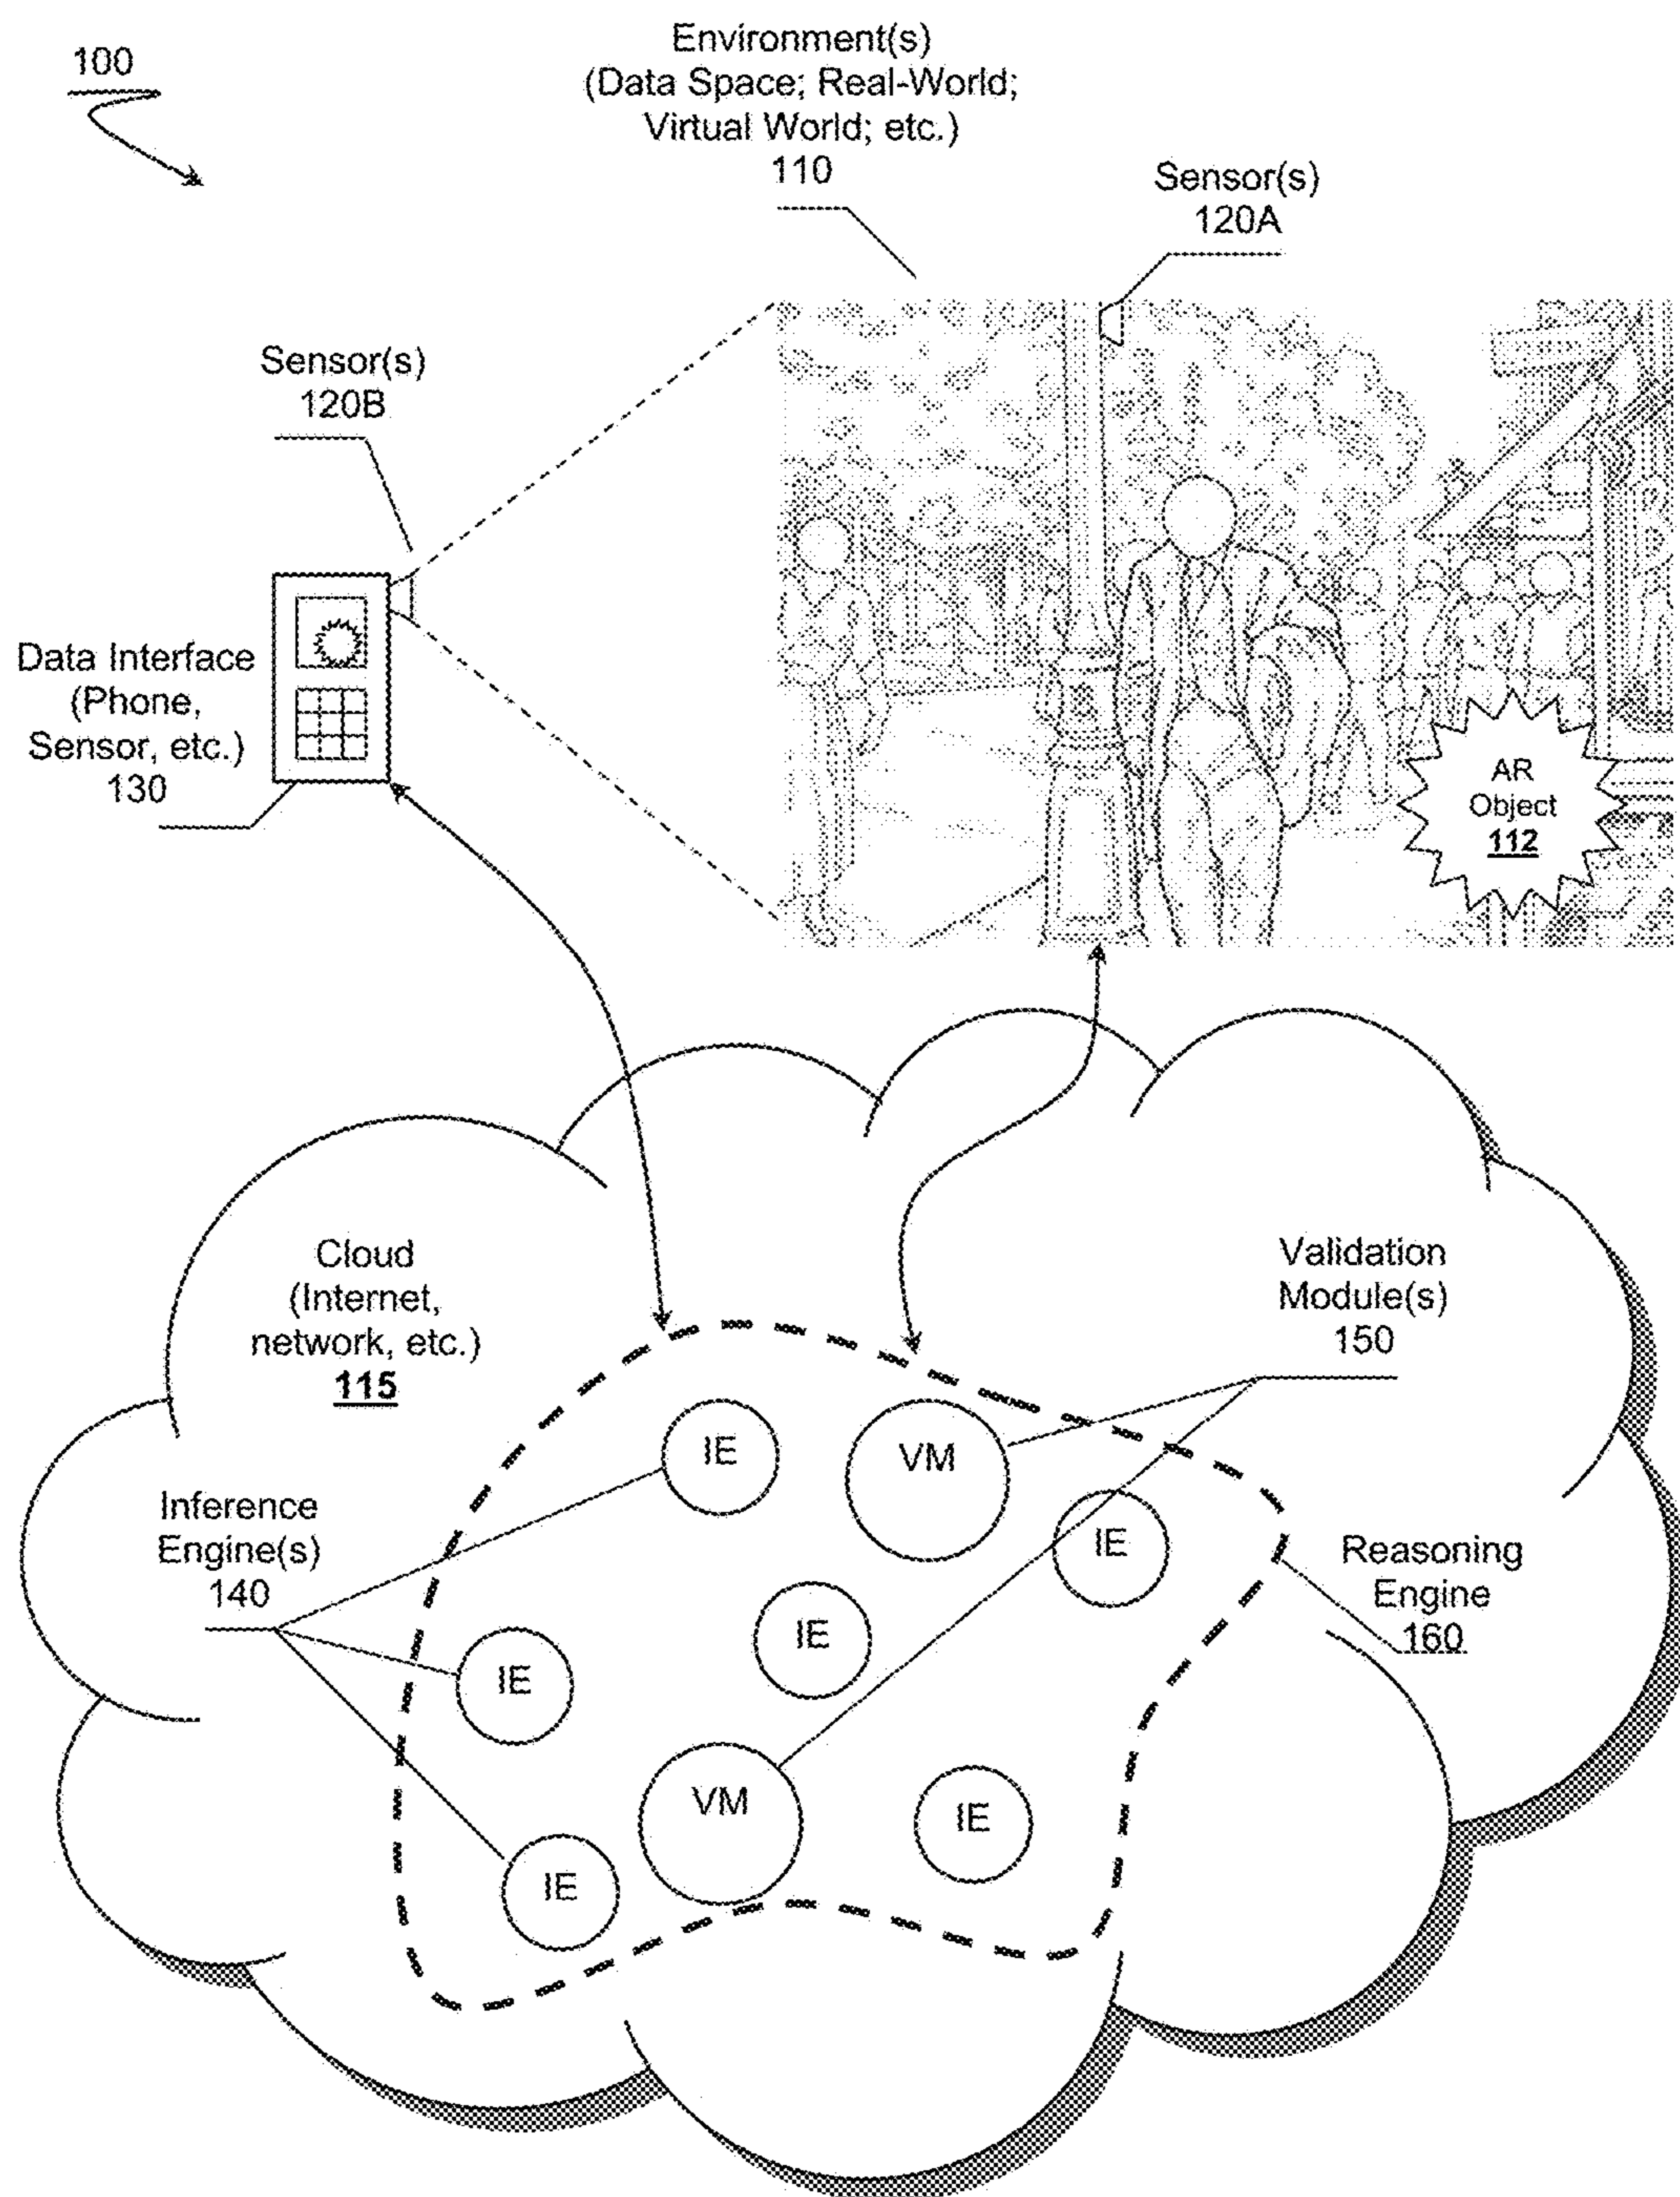 100
Environment(s)
(Data Space; Real-World;
Virtual World; etc.)
110
Sensor(s)
120A
Sensor(s)
120B
Data Interface
(Phone,
Sensor, etc.)
130
AR
Object
112
Cloud
(Internet,
network, etc.)
115
Validation
Module(s)
150
Inference
Engine(s)
140
IE
VM
IE
Reasoning
Engine
160
IE
IE
VM
IE
IE